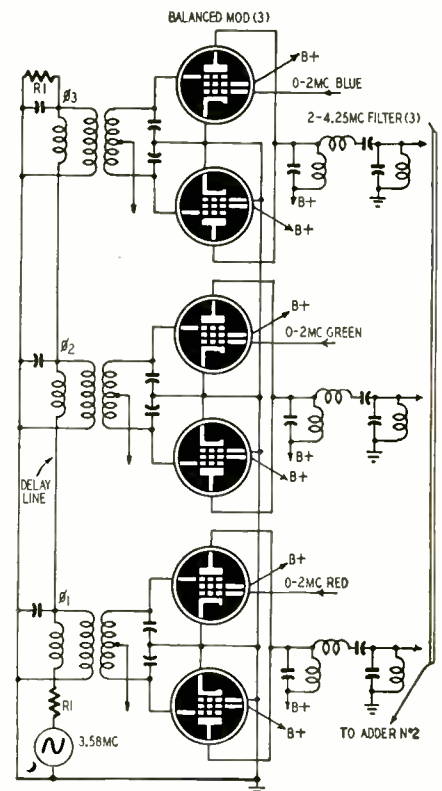 BALANCED MOD (3)
R1
Ø3
B+
0-2MC BLUE
2-4.25MC FILTER (3)
B+
B+
B+
0-2MC GREEN
Ø2
B+
B+
DELAY
LINE
B+
0-2MC RED
Ø1
B+
R1
B+
3.58MC
TO ADDER Nº2